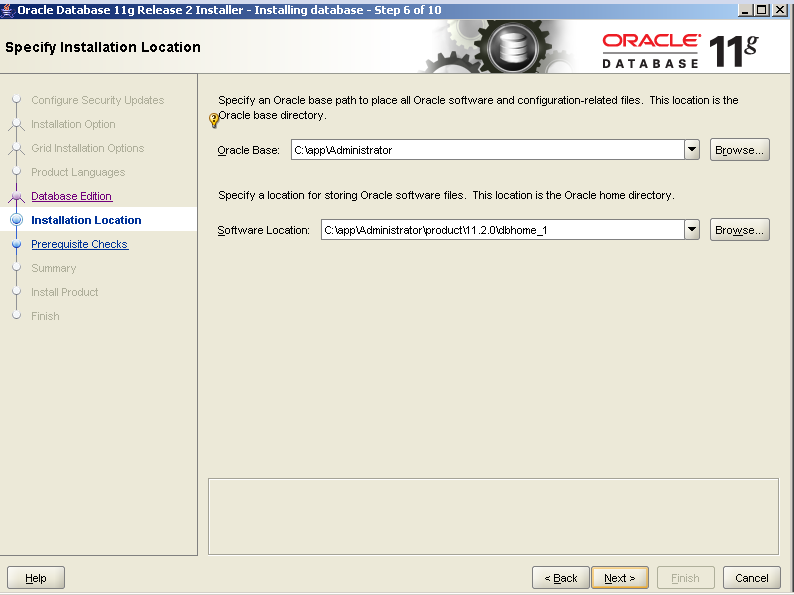 Oracle Database 11g Release 2 Installer - Installing database - Step 6 of 10
Specify Installation Location
ORACLE
DATABASE 11g
Configure Security Updates
Installation Option
Grid Installation Options
Product Languages
Database Edition
Installation Location
Prerequisite Checks
Summary
Install Product
Finish
Specify an Oracle base path to place all Oracle software and configuration-related files. This location is the
Oracle base directory.
Oracle Base: C:\app\Administrator Browse...
Specify a location for storing Oracle software files. This location is the Oracle home directory.
Software Location: C:\app\Administrator\product\11.2.0\dbhome_1 Browse...
Help < Back Next > Finish Cancel